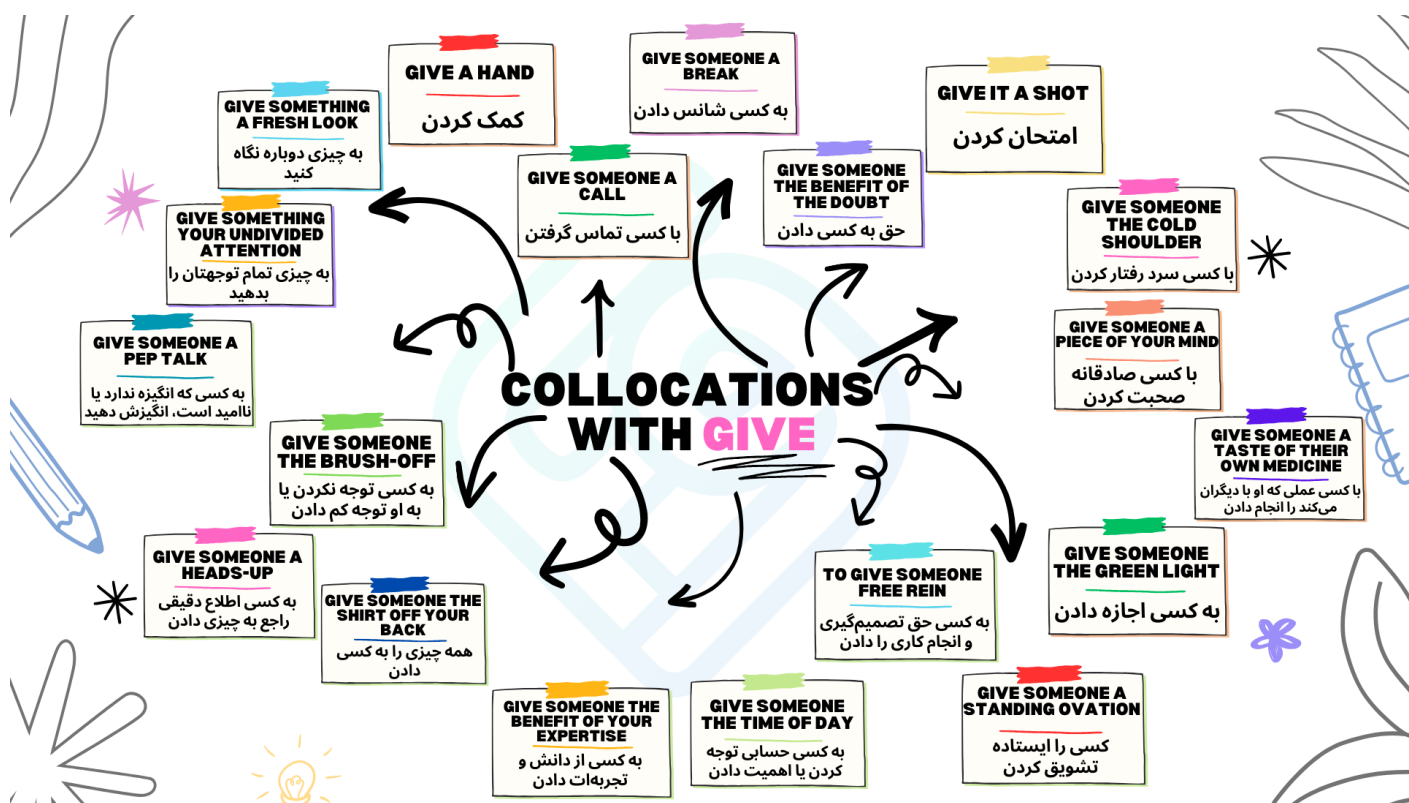 GIVE A HAND
کمک کردن
GIVE SOMEONE A
BREAK
به کسی شانس دادن
GIVE IT A SHOT
امتحان کردن
GIVE SOMETHING
A FRESH LOOK
به چیزی دوباره نگاه
کنید
GIVE SOMEONE A
CALL
با کسی تماس گرفتن
GIVE SOMEONE
THE BENEFIT OF
THE DOUBT
حق به کسی دادن
GIVE SOMEONE
THE COLD
SHOULDER
با کسی سرد رفتار کردن
GIVE SOMETHING
YOUR UNDIVIDED
ATTENTION
به چیزی تمام توجهتان را
بدهید
GIVE SOMEONE A
PIECE OF YOUR MIND
با کسی صادقانه
صحبت کردن
GIVE SOMEONE A
PEP TALK
به کسی که انگیزه ندارد یا
ناامید است، انگیزش دهید
COLLOCATIONS
WITH GIVE
GIVE SOMEONE A
TASTE OF THEIR
OWN MEDICINE
با کسی عملی که او با دیگران
می‌کند را انجام دادن
GIVE SOMEONE
THE BRUSH-OFF
به کسی توجه نکردن یا
به او توجه کم دادن
GIVE SOMEONE A
HEADS-UP
به کسی اطلاع دقیقی
راجع به چیزی دادن
GIVE SOMEONE THE
SHIRT OFF YOUR
BACK
همه چیزی را به کسی
دادن
TO GIVE SOMEONE
FREE REIN
به کسی حق تصمیم‌گیری
و انجام کاری را دادن
GIVE SOMEONE
THE GREEN LIGHT
به کسی اجازه دادن
GIVE SOMEONE THE
BENEFIT OF YOUR
EXPERTISE
به کسی از دانش و
تجربه‌ات دادن
GIVE SOMEONE
THE TIME OF DAY
به کسی حسابی توجه
کردن یا اهمیت دادن
GIVE SOMEONE A
STANDING OVATION
کسی را ایستاده
تشویق کردن